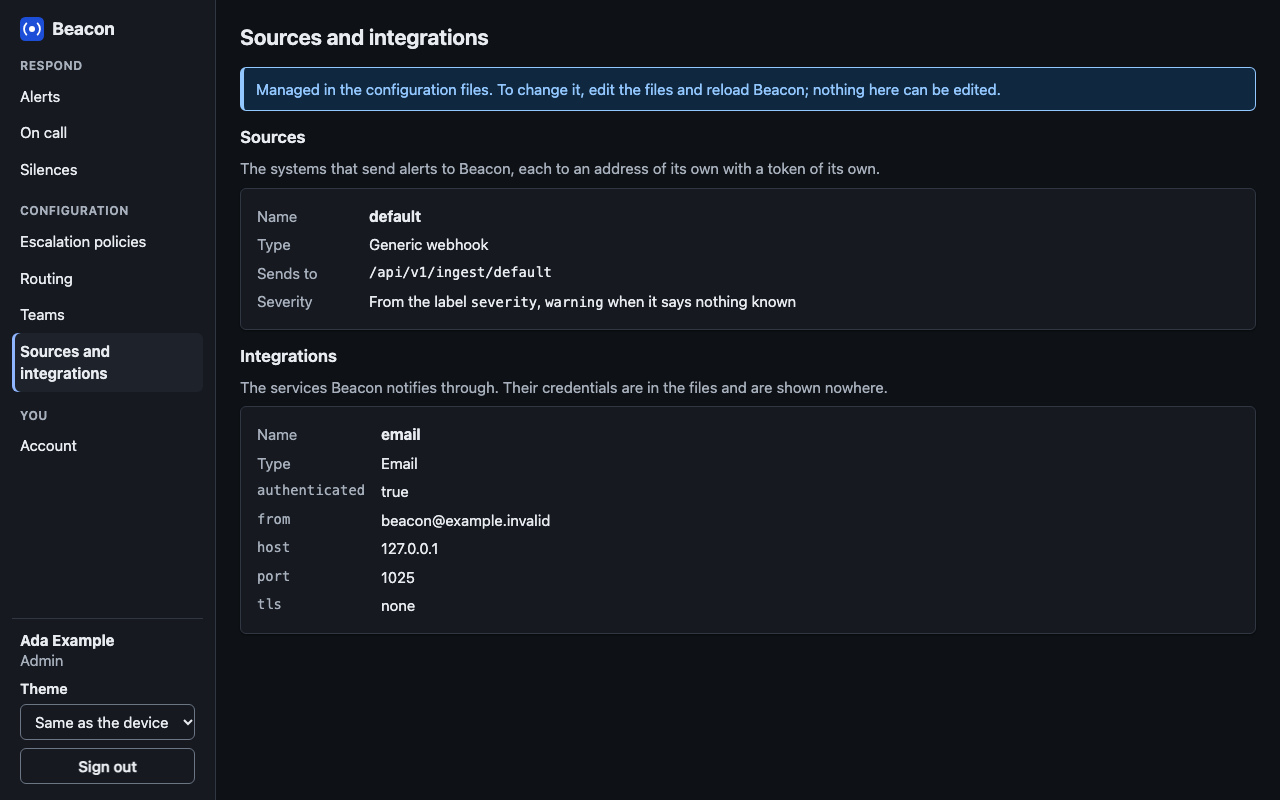 Beacon
RESPOND
Alerts
On call
Silences
CONFIGURATION
Escalation policies
Routing
Teams
Sources and
integrations
YOU
Account
Ada Example
Admin
Theme
Same as the device
Sign out
Sources and integrations
Managed in the configuration files. To change it, edit the files and reload Beacon; nothing here can be edited.
Sources
The systems that send alerts to Beacon, each to an address of its own with a token of its own.
Name default
Type Generic webhook
Sends to /api/v1/ingest/default
Severity From the label severity, warning when it says nothing known
Integrations
The services Beacon notifies through. Their credentials are in the files and are shown nowhere.
Name email
Type Email
authenticated true
from beacon@example.invalid
host 127.0.0.1
port 1025
tls none